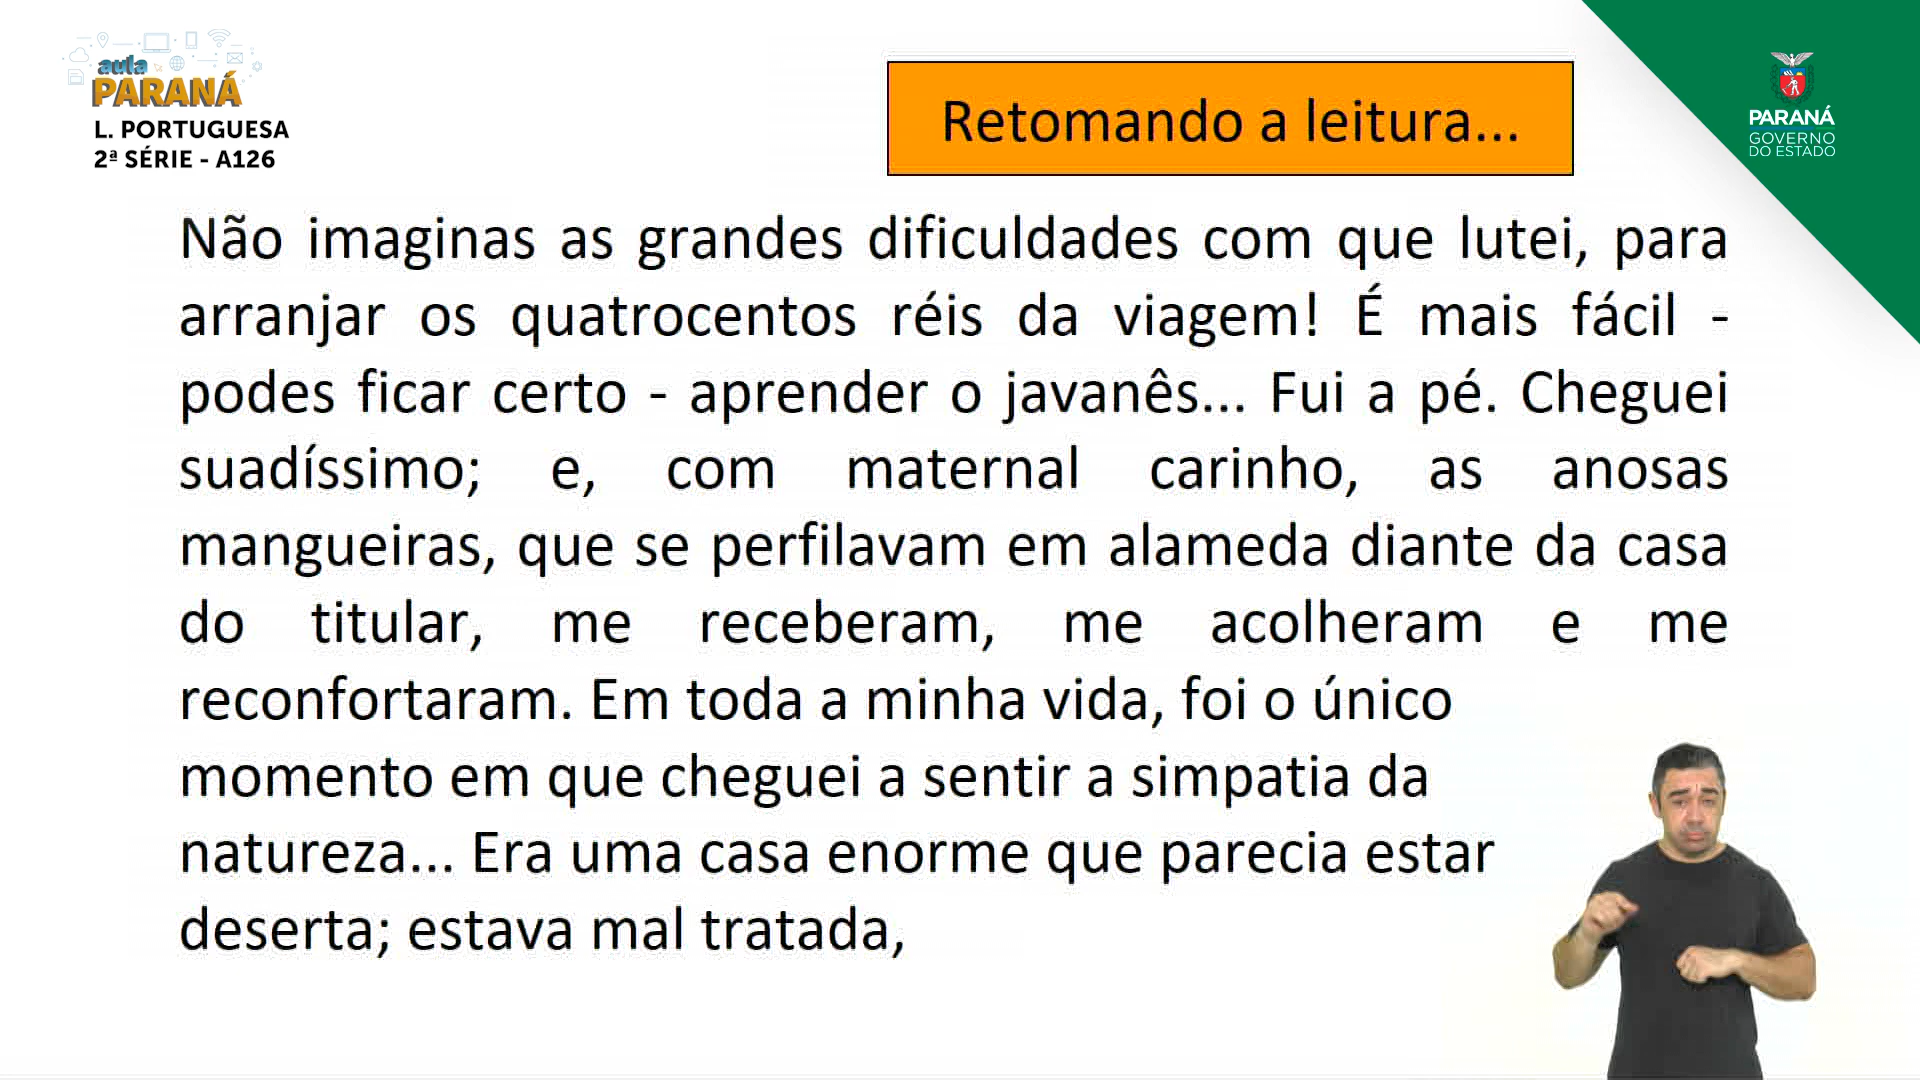 aula
PARANÁ
L. PORTUGUESA
2ª SÉRIE - A126
Retomando a leitura...
PARANÁ
GOVERNO
DO ESTADO
Não imaginas as grandes dificuldades com que lutei, para
arranjar os quatrocentos réis da viagem! É mais fácil -
podes ficar certo - aprender o javanês... Fui a pé. Cheguei
suadíssimo; e, com maternal carinho, as anosas
mangueiras, que se perfilavam em alameda diante da casa
do titular, me receberam, me acolheram e me
reconfortaram. Em toda a minha vida, foi o único
momento em que cheguei a sentir a simpatia da
natureza... Era uma casa enorme que parecia estar
deserta; estava mal tratada,